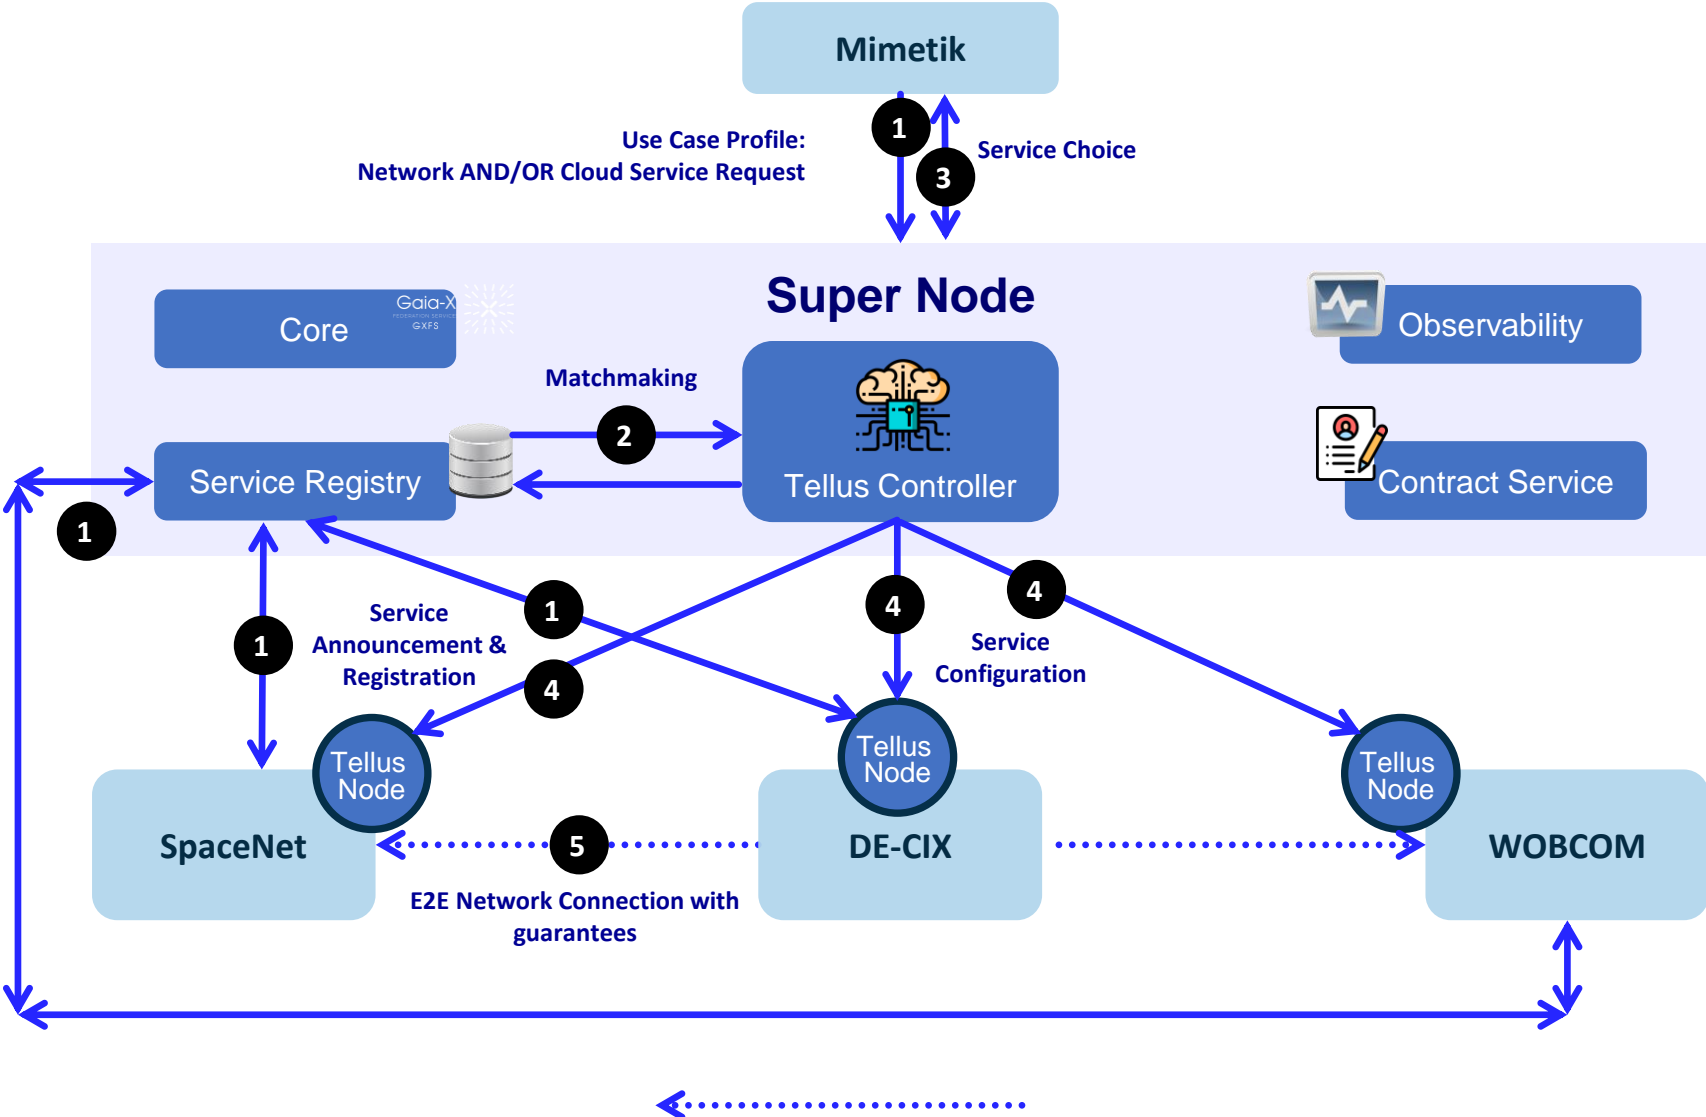 Mimetik
1
Use Case Profile:
Network AND/OR Cloud Service Request
Service Choice
3
Super Node
Gaia-X
FEDERATION SERVICES
GXFS
Core
Observability
Matchmaking
2
Service Registry
Tellus Controller
Contract Service
1
4
4
1
Service
Announcement &
Registration
1
4
Service
Configuration
Tellus
Node
Tellus
Node
Tellus
Node
SpaceNet
5
DE-CIX
WOBCOM
E2E Network Connection with
guarantees